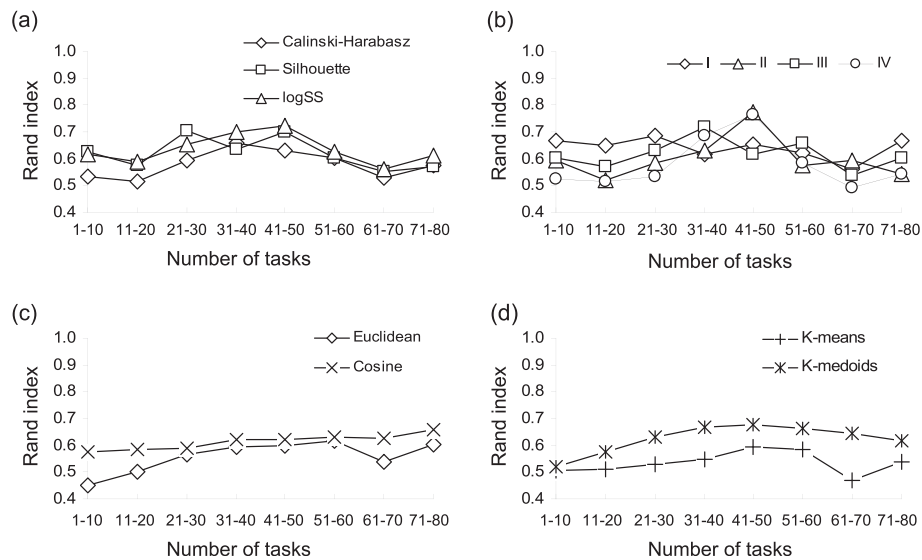 (a)
Calinski-Harabasz
Silhouette
logSS
Rand index
1.0
0.9
0.8
0.7
0.6
0.5
0.4
1-10 11-20 21-30 31-40 41-50 51-60 61-70 71-80
Number of tasks
(b)
I II III IV
Rand index
1.0
0.9
0.8
0.7
0.6
0.5
0.4
1-10 11-20 21-30 31-40 41-50 51-60 61-70 71-80
Number of tasks
(c)
Euclidean
Cosine
Rand index
1.0
0.9
0.8
0.7
0.6
0.5
0.4
1-10 11-20 21-30 31-40 41-50 51-60 61-70 71-80
Number of tasks
(d)
K-means
K-medoids
Rand index
1.0
0.9
0.8
0.7
0.6
0.5
0.4
1-10 11-20 21-30 31-40 41-50 51-60 61-70 71-80
Number of tasks